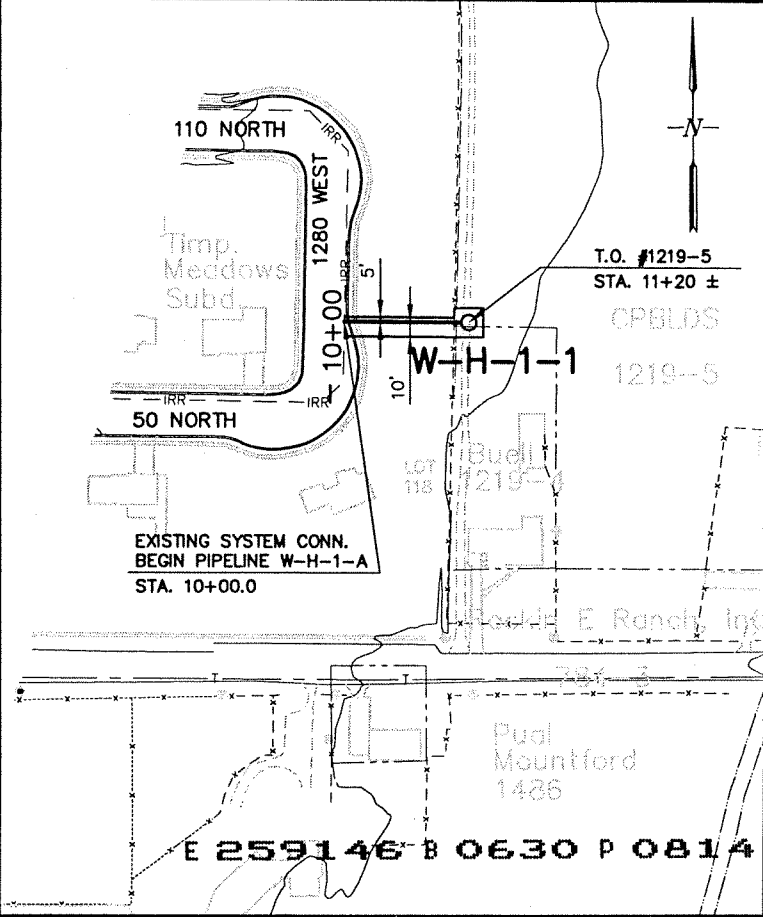 110 NORTH
IRR
N
1280 WEST
Timp.
Meadows
Subd.
IRR
5'
T.O. #1219-5
STA. 11+20 ±
10+00
CPBLDS
W-H-1-1
1219-5
10'
IRR
IRR
50 NORTH
LOT
118
Buell
1219-4
EXISTING SYSTEM CONN.
BEGIN PIPELINE W-H-1-A
STA. 10+00.0
E Ranch,
T
T
Pual
Mountford
1486
E 259146 B 0630 P 0814